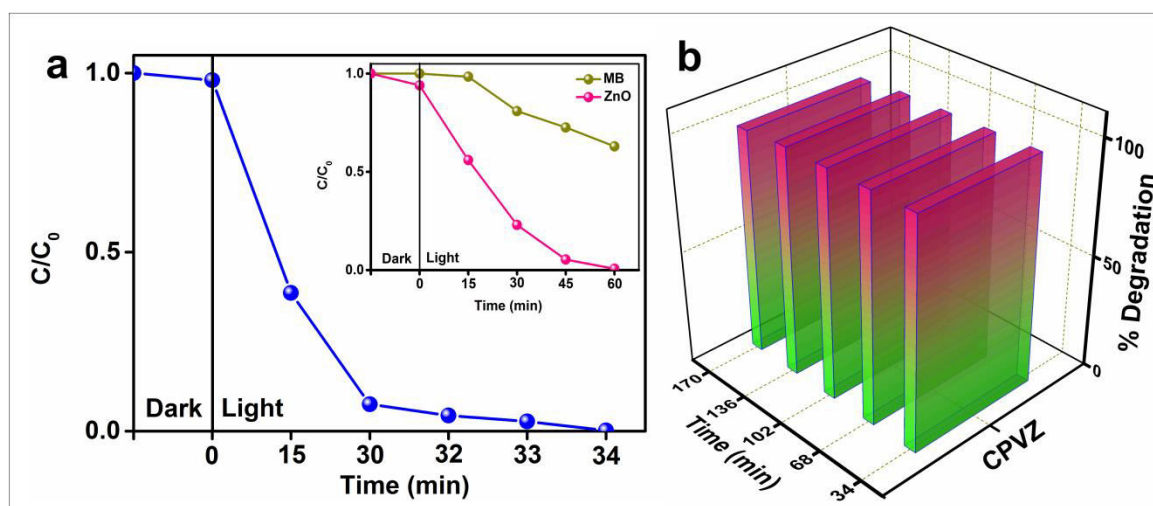 a
C/C0
1.0
0.5
0.0
Dark Light
0 15 30 32 33 34
Time (min)
MB
ZnO
C/C0
1.0
0.5
0.0
Dark Light
0 15 30 45 60
Time (min)
b
100
50
0
% Degradation
170
136
102
68
34
Time (min)
CPVZ